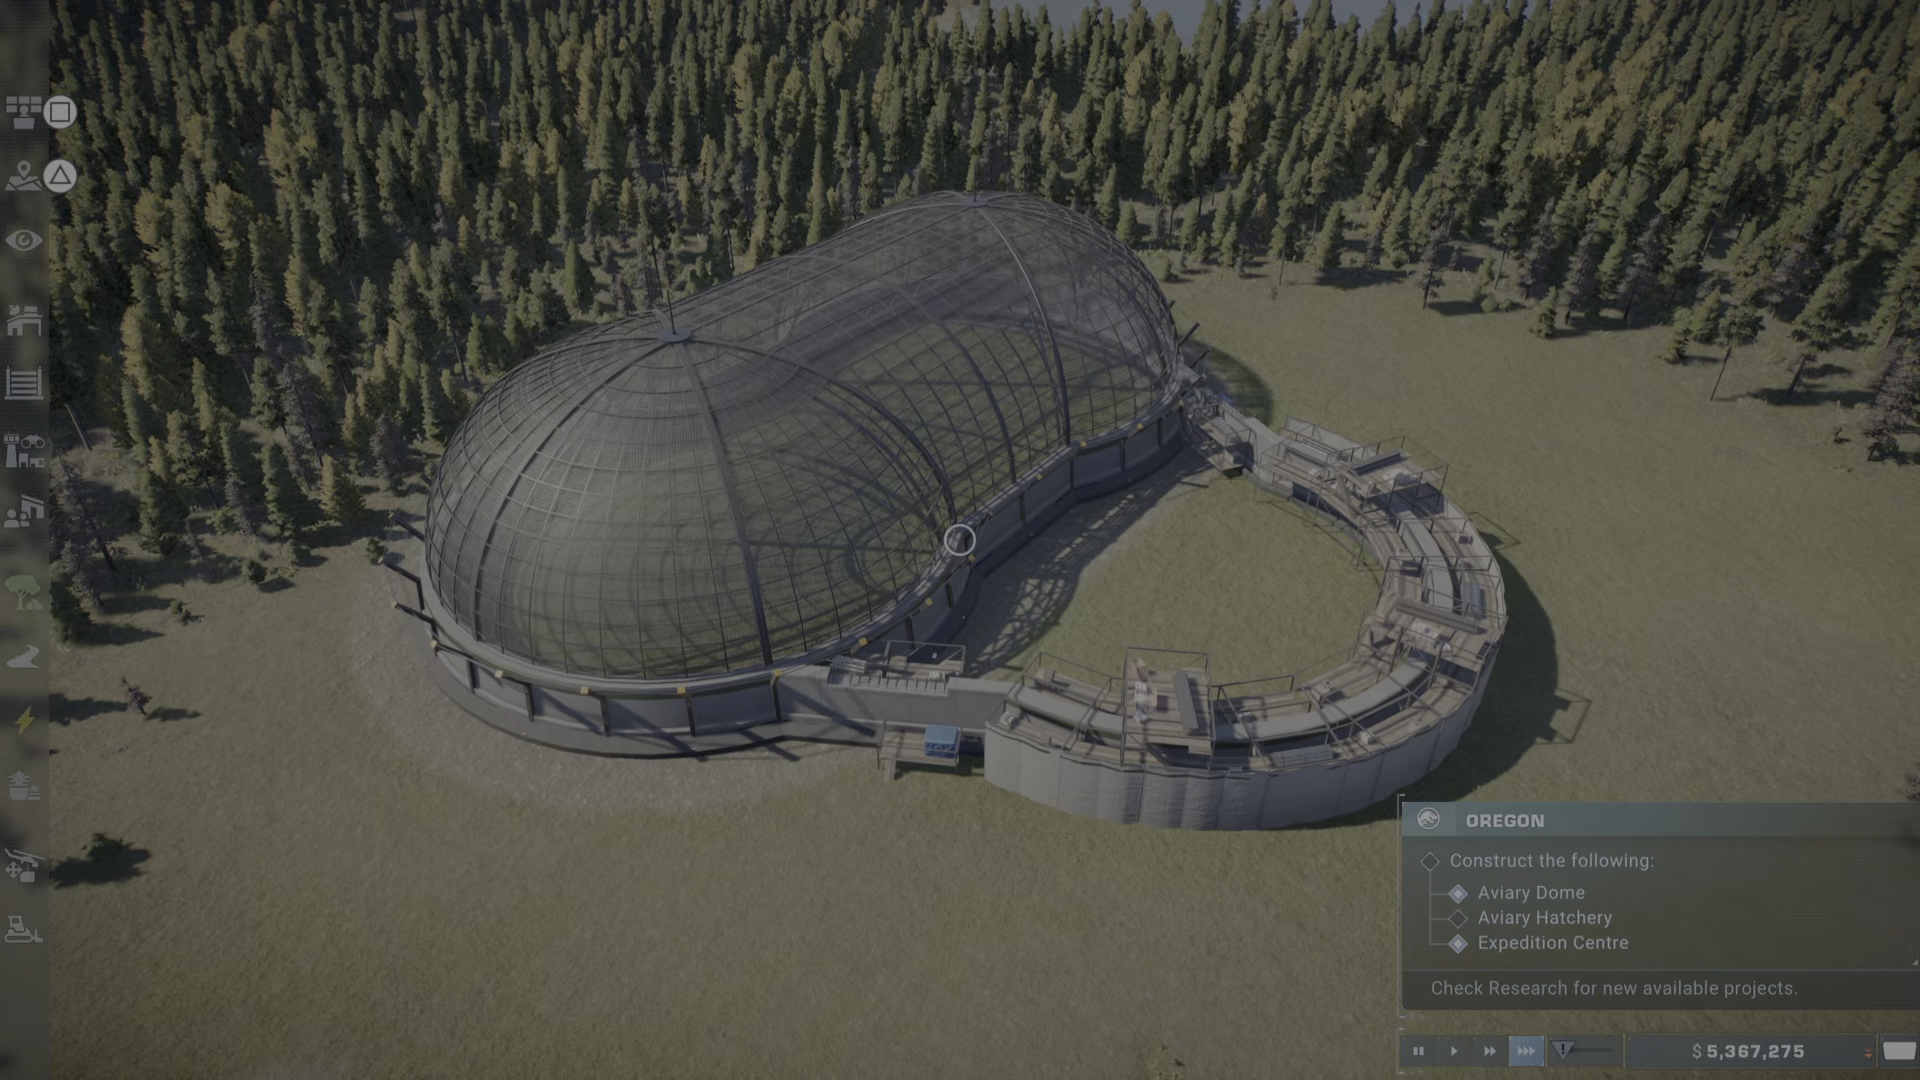 OREGON
Construct the following:
Aviary Dome
Aviary Hatchery
Expedition Centre
Check Research for new available projects.
$5,367,275